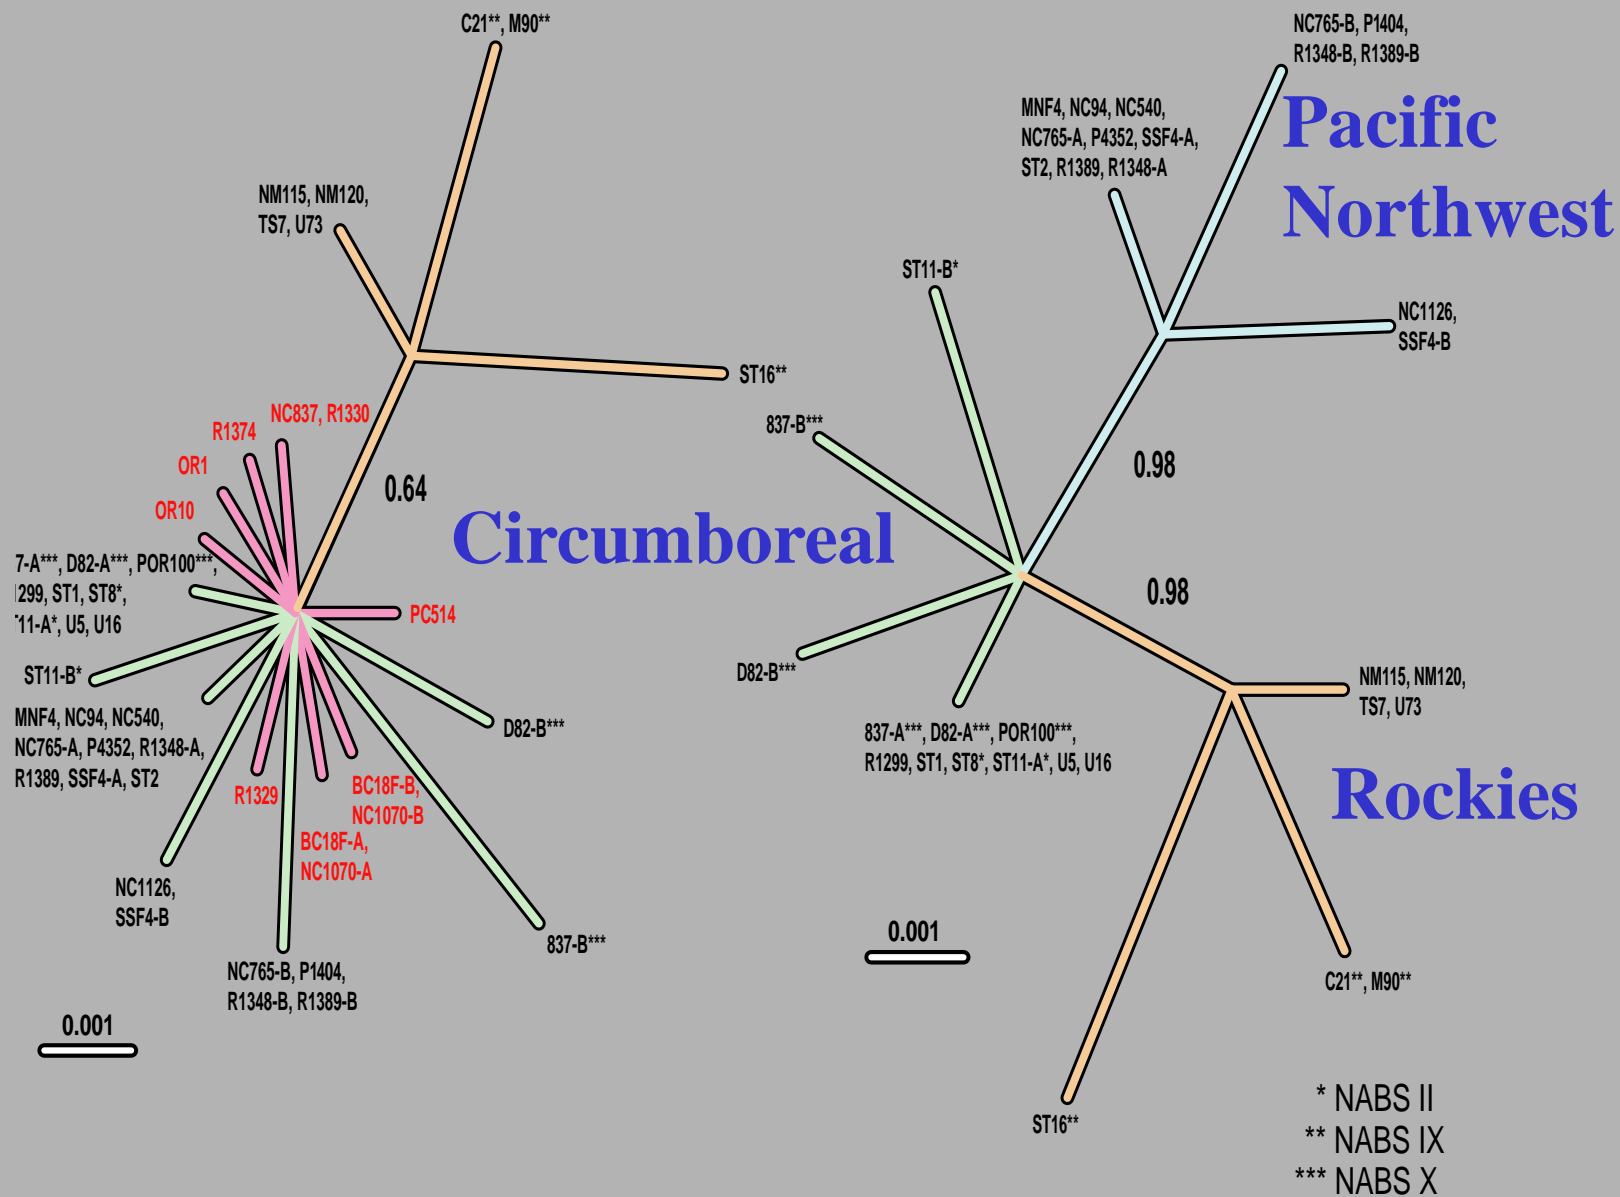 C21**, M90**
NM115, NM120,
TS7, U73
ST16**
NC837, R1330
R1374
OR1
OR10
0.64
Circumboreal
7-A***, D82-A***, POR100***,
299, ST1, ST8*,
11-A*, U5, U16
PC514
ST11-B*
MNF4, NC94, NC540,
NC765-A, P4352, R1348-A,
R1389, SSF4-A, ST2
D82-B***
R1329
BC18F-B,
NC1070-B
BC18F-A,
NC1070-A
NC1126,
SSF4-B
837-B***
NC765-B, P1404,
R1348-B, R1389-B
0.001
NC765-B, P1404,
R1348-B, R1389-B
Pacific
Northwest
MNF4, NC94, NC540,
NC765-A, P4352, SSF4-A,
ST2, R1389, R1348-A
ST11-B*
NC1126,
SSF4-B
837-B***
0.98
0.98
D82-B***
NM115, NM120,
TS7, U73
837-A***, D82-A***, POR100***,
R1299, ST1, ST8*, ST11-A*, U5, U16
Rockies
0.001
C21**, M90**
ST16**
* NABS II
** NABS IX
*** NABS X